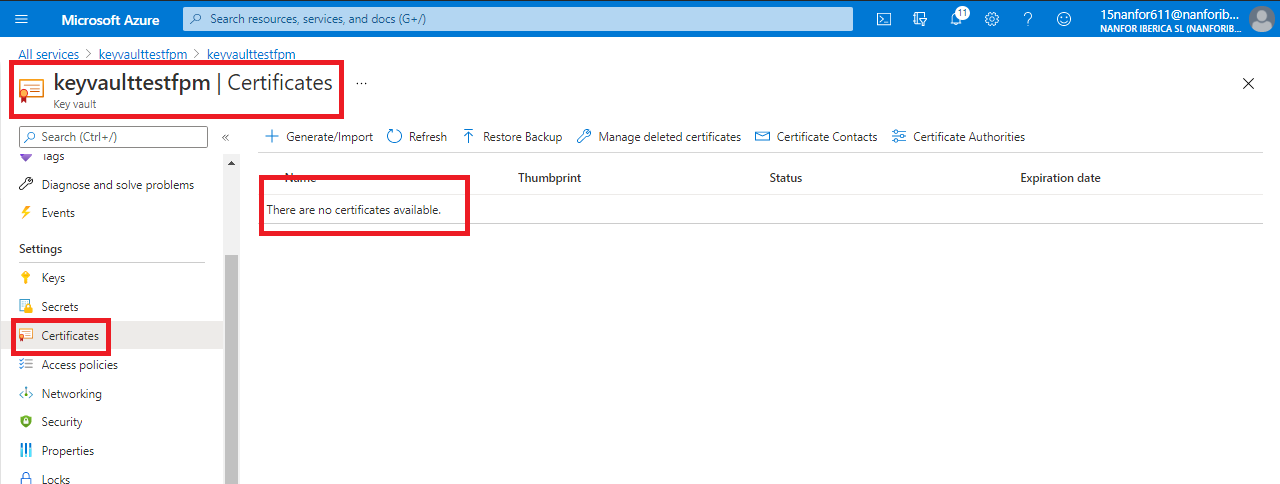 Microsoft Azure
Search resources, services, and docs (G+/)
11
15nanfor611@nanforib...
NANFOR IBERICA SL (NANFORIB...
All services > keyvaulttestfpm > keyvaulttestfpm
keyvaulttestfpm | Certificates ...
Key vault
Search (Ctrl+/)
Generate/Import
Refresh
Restore Backup
Manage deleted certificates
Certificate Contacts
Certificate Authorities
Tags
Diagnose and solve problems
Events
Settings
Keys
Secrets
Certificates
Access policies
Networking
Security
Properties
Locks
Name
Thumbprint
Status
Expiration date
There are no certificates available.